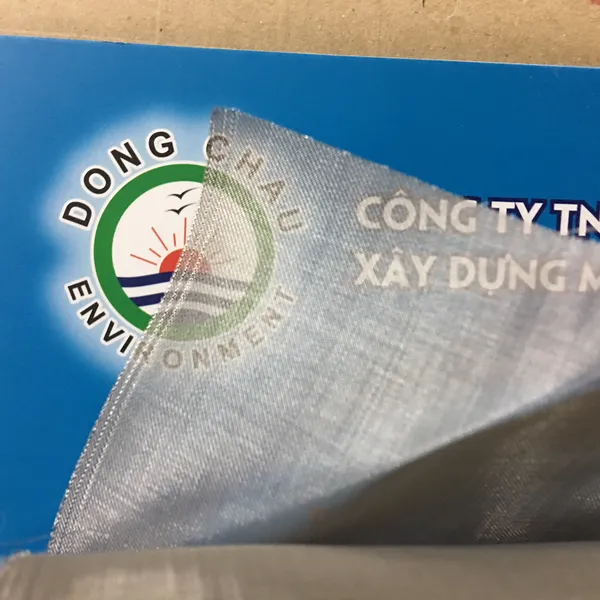 DONG CHAU
ENVIRONMENT
CÔNG TY TN
XÂY DỰNG M